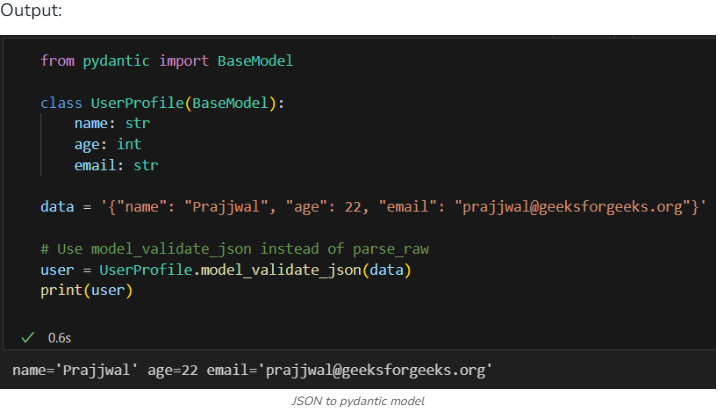 Output:
from pydantic import BaseModel
class UserProfile(BaseModel):
name: str
age: int
email: str
data = '{"name": "Prajjwal", "age": 22, "email": "prajjwal@geeksforgeeks.org"}'
# Use model_validate_json instead of parse_raw
user = UserProfile.model_validate_json(data)
print(user)
0.6s
name='Prajjwal' age=22 email='prajjwal@geeksforgeeks.org'
JSON to pydantic model